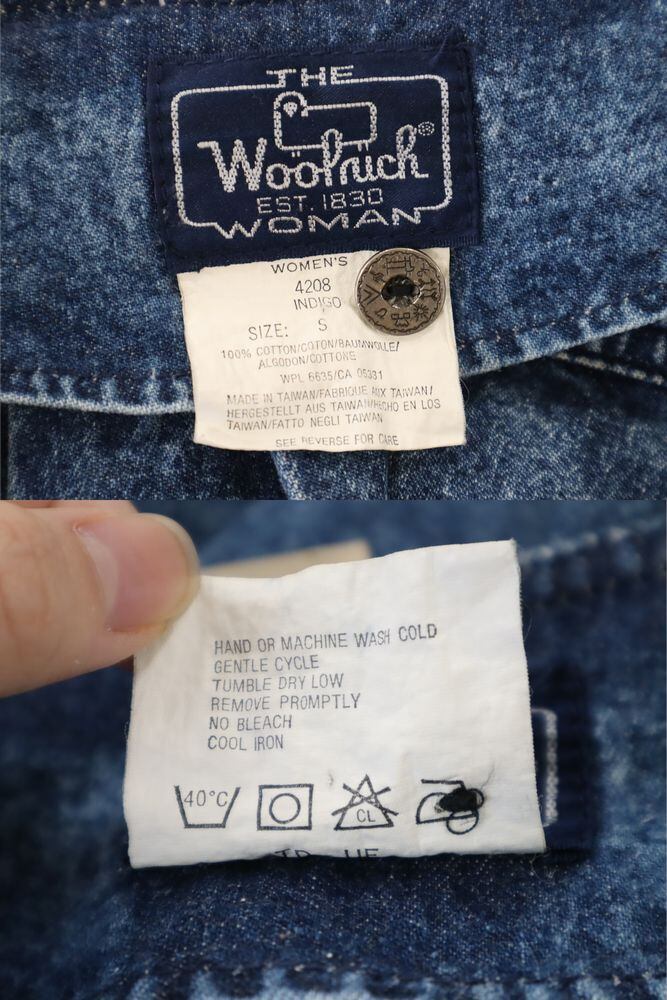 THE
Woolrich®
EST. 1830
WOMAN
WOMEN'S
4208
INDIGO
SIZE: S
100% COTTON/COTON/BAUMWOLLE/
ALGODON/COTTONE
WPL 6635/CA 05331
MADE IN TAIWAN/FABRIQUE AUX TAIWAN/
HERGESTELLT AUS TAIWAN/HECHO EN LOS
TAIWAN/FATTO NEGLI TAIWAN
SEE REVERSE FOR CARE
HAND OR MACHINE WASH COLD
GENTLE CYCLE
TUMBLE DRY LOW
REMOVE PROMPTLY
NO BLEACH
COOL IRON
40°C
CL